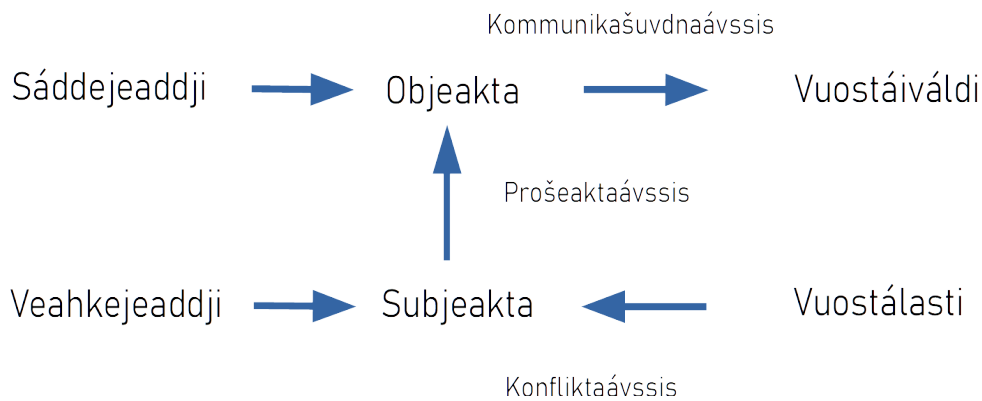 Kommunikašuvdnaávssis
Sáddejeaddji
Objeakta
Vuostáiváldi
Prošeaktaávssis
Veahkejeaddji
Subjeakta
Vuostálasti
Konfliktaávssis